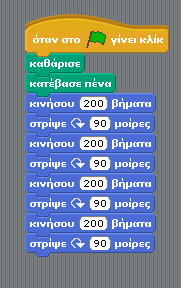 όταν στο γίνει κλίκ
καθάρισε
κατέβασε πένα
κινήσου 200 βήματα
στρίψε 90 μοίρες
κινήσου 200 βήματα
στρίψε 90 μοίρες
κινήσου 200 βήματα
στρίψε 90 μοίρες
κινήσου 200 βήματα
στρίψε 90 μοίρες